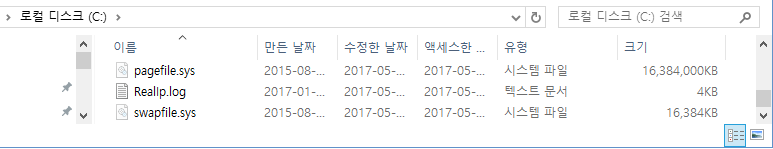 로컬 디스크 (C:)
로컬 디스크 (C:) 검색
이름 만든 날짜 수정한 날짜 액세스한 ... 유형 크기
pagefile.sys 2015-08-... 2017-05-... 2017-05-... 시스템 파일 16,384,000KB
RealIp.log 2017-01-... 2017-05-... 2017-05-... 텍스트 문서 4KB
swapfile.sys 2015-08-... 2017-05-... 2017-05-... 시스템 파일 16,384KB